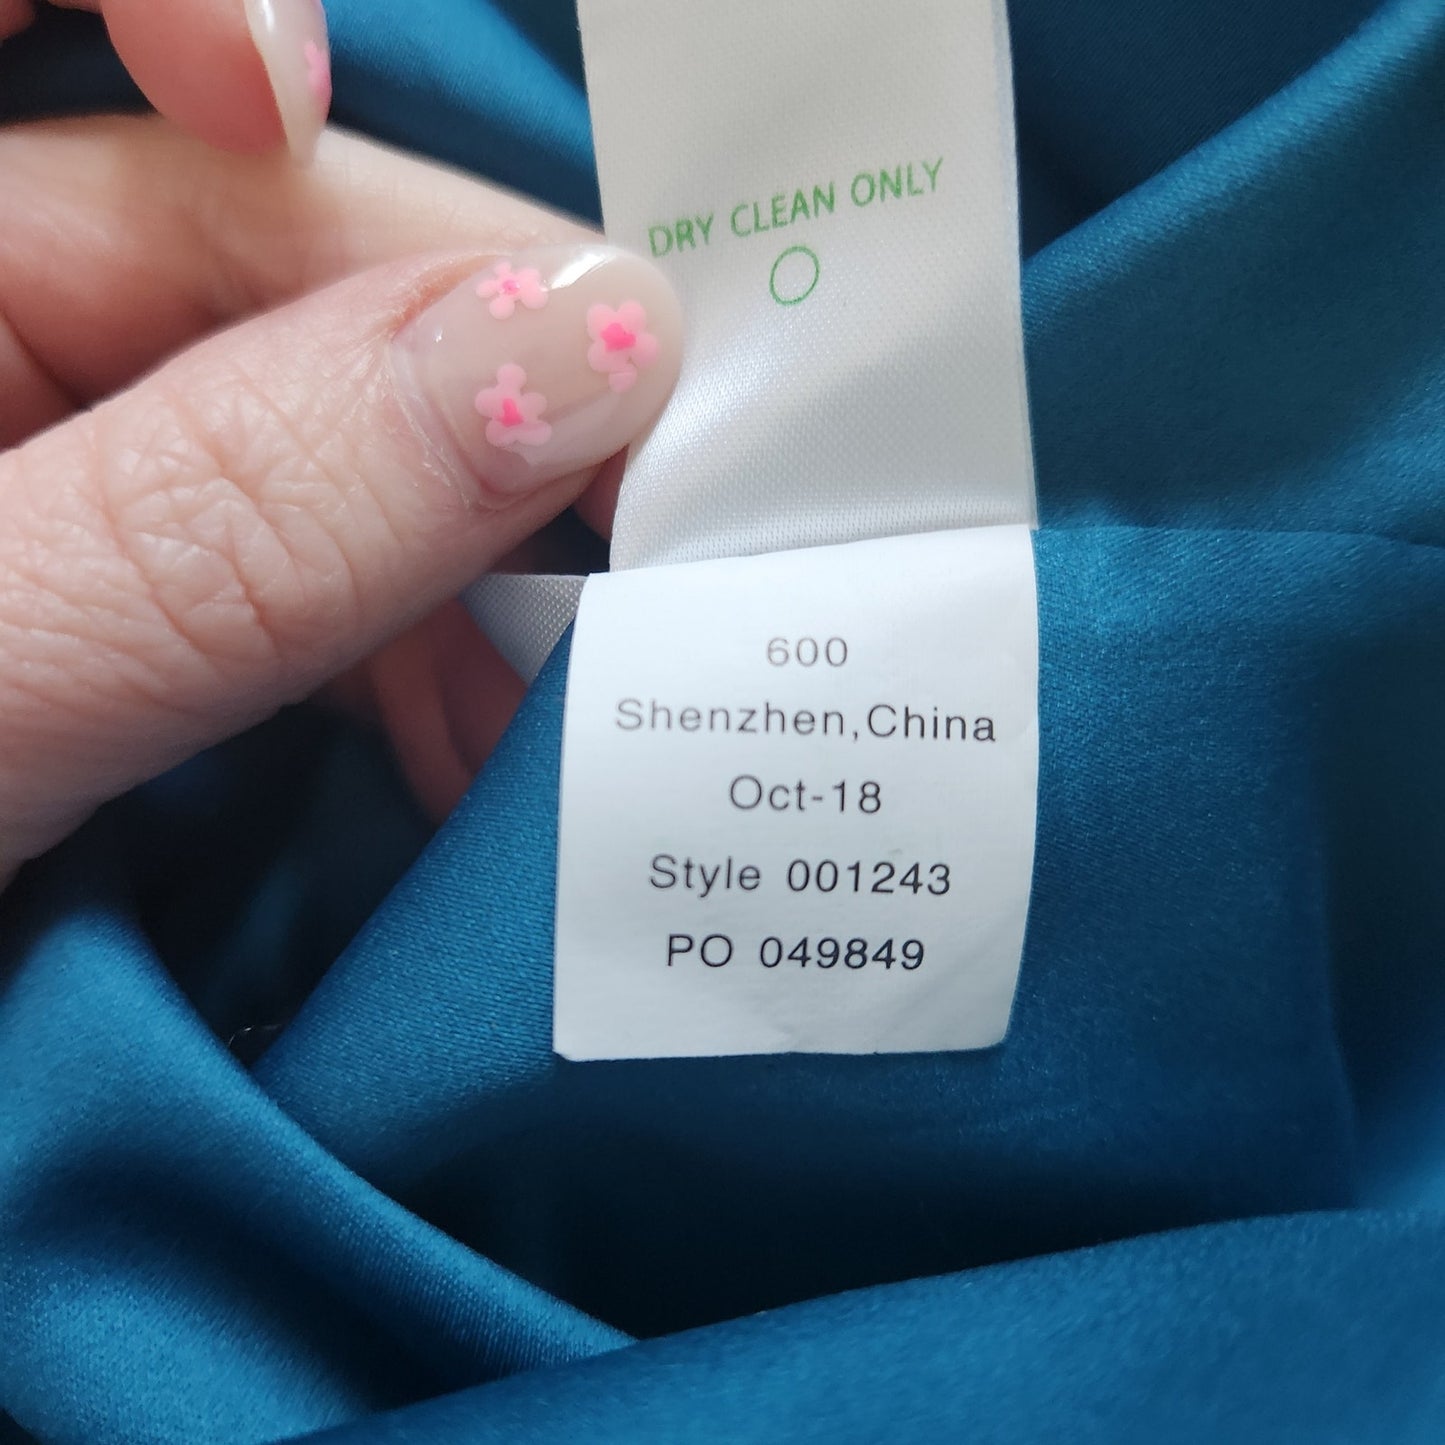 DRY CLEAN ONLY
600
Shenzhen,China
Oct-18
Style 001243
PO 049849